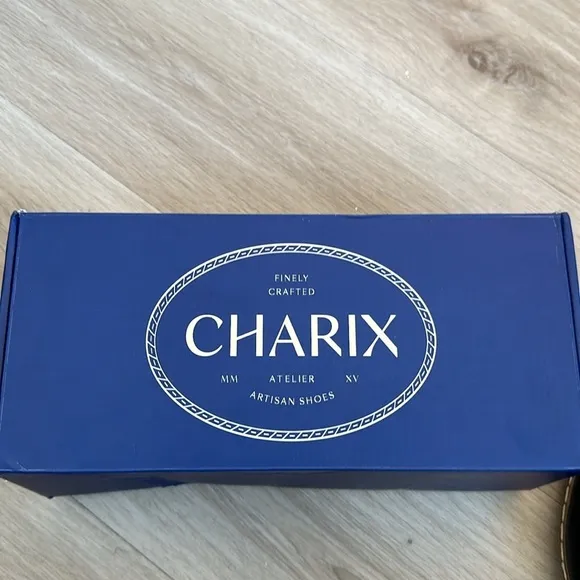 FINELY
CRAFTED
CHARIX
MM ATELIER XV
ARTISAN SHOES